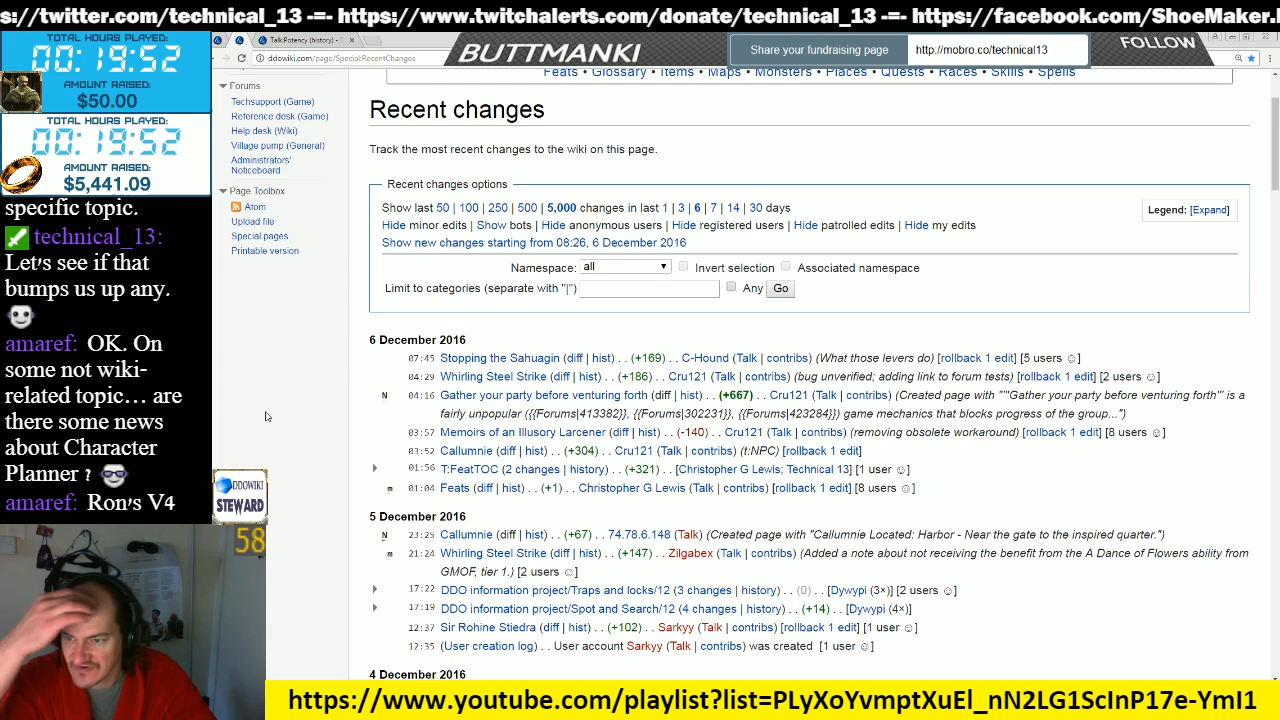 s://twitter.com/technical_13 -=- https://www.twitchalerts.com/donate/technical_13 -=- https://facebook.com/ShoeMaker.
TOTAL HOURS PLAYED:
00:19:52
AMOUNT RAISED:
$50.00
TOTAL HOURS PLAYED:
00:19:52
AMOUNT RAISED:
$5,441.09
specific topic.
technical_13:
Let's see if that
bumps us up any.
amaref: OK. On
some not wiki-
related topic... are
there some news
about Character
Planner ?
amaref: Ron's V4
58
Talk:Potency (history) - 
ddowiki.com/page/Special:RecentChanges
BUTTMANKI
Share your fundraising page
http://mobro.co/technical13
FOLLOW
Forums
Techsupport (Game)
Reference desk (Game)
Help desk (Wiki)
Village pump (General)
Administrators'
Noticeboard
Page Toolbox
Atom
Upload file
Special pages
Printable version
DDOWIKI
STEWARD
Feats • Glossary • Items • Maps • Monsters • Places • Quests • Races • Skills • Spells
Recent changes
Track the most recent changes to the wiki on this page.
Recent changes options
Show last 50 | 100 | 250 | 500 | 5,000 changes in last 1 | 3 | 6 | 7 | 14 | 30 days
Hide minor edits | Show bots | Hide anonymous users | Hide registered users | Hide patrolled edits | Hide my edits
Show new changes starting from 08:26, 6 December 2016
Legend: [Expand]
Namespace: all Invert selection Associated namespace
Limit to categories (separate with "|") Any Go
6 December 2016
07:45 Stopping the Sahuagin (diff | hist) . . (+169) . . C-Hound (Talk | contribs) (What those levers do) [rollback 1 edit] [5 users ☺]
04:29 Whirling Steel Strike (diff | hist) . . (+186) . . Cru121 (Talk | contribs) (bug unverified; adding link to forum tests) [rollback 1 edit] [2 users ☺]
N 04:16 Gather your party before venturing forth (diff | hist) . . (+667) . . Cru121 (Talk | contribs) (Created page with "'''Gather your party before venturing forth''' is a
fairly unpopular ({{Forums|413382}}, {{Forums|302231}}, {{Forums|423284}}) game mechanics that blocks progress of the group...")
03:57 Memoirs of an Illusory Larcener (diff | hist) . . (-140) . . Cru121 (Talk | contribs) (removing obsolete workaround) [rollback 1 edit] [8 users ☺]
03:52 Callumnie (diff | hist) . . (+304) . . Cru121 (Talk | contribs) (t:NPC) [rollback 1 edit]
01:56 T:FeatTOC (2 changes | history) . . (+321) . . [Christopher G Lewis; Technical 13] [1 user ☺]
m 01:04 Feats (diff | hist) . . (+1) . . Christopher G Lewis (Talk | contribs) [rollback 1 edit] [8 users ☺]
5 December 2016
N 23:25 Callumnie (diff | hist) . . (+67) . . 74.78.6.148 (Talk) (Created page with "Callumnie Located: Harbor - Near the gate to the inspired quarter.")
m 21:24 Whirling Steel Strike (diff | hist) . . (+147) . . Zilgabex (Talk | contribs) (Added a note about not receiving the benefit from the A Dance of Flowers ability from
GMOF, tier 1.) [2 users ☺]
17:22 DDO information project/Traps and locks/12 (3 changes | history) . . (0) . . [Dywypi (3×)] [2 users ☺]
17:19 DDO information project/Spot and Search/12 (4 changes | history) . . (+14) . . [Dywypi (4×)]
12:37 Sir Rohine Stiedra (diff | hist) . . (+102) . . Sarkyy (Talk | contribs) [rollback 1 edit] [1 user ☺]
12:35 (User creation log) . . User account Sarkyy (Talk | contribs) was created [1 user ☺]
4 December 2016
https://www.youtube.com/playlist?list=PLyXoYvmptXuEl_nN2LG1ScInP17e-YmI1